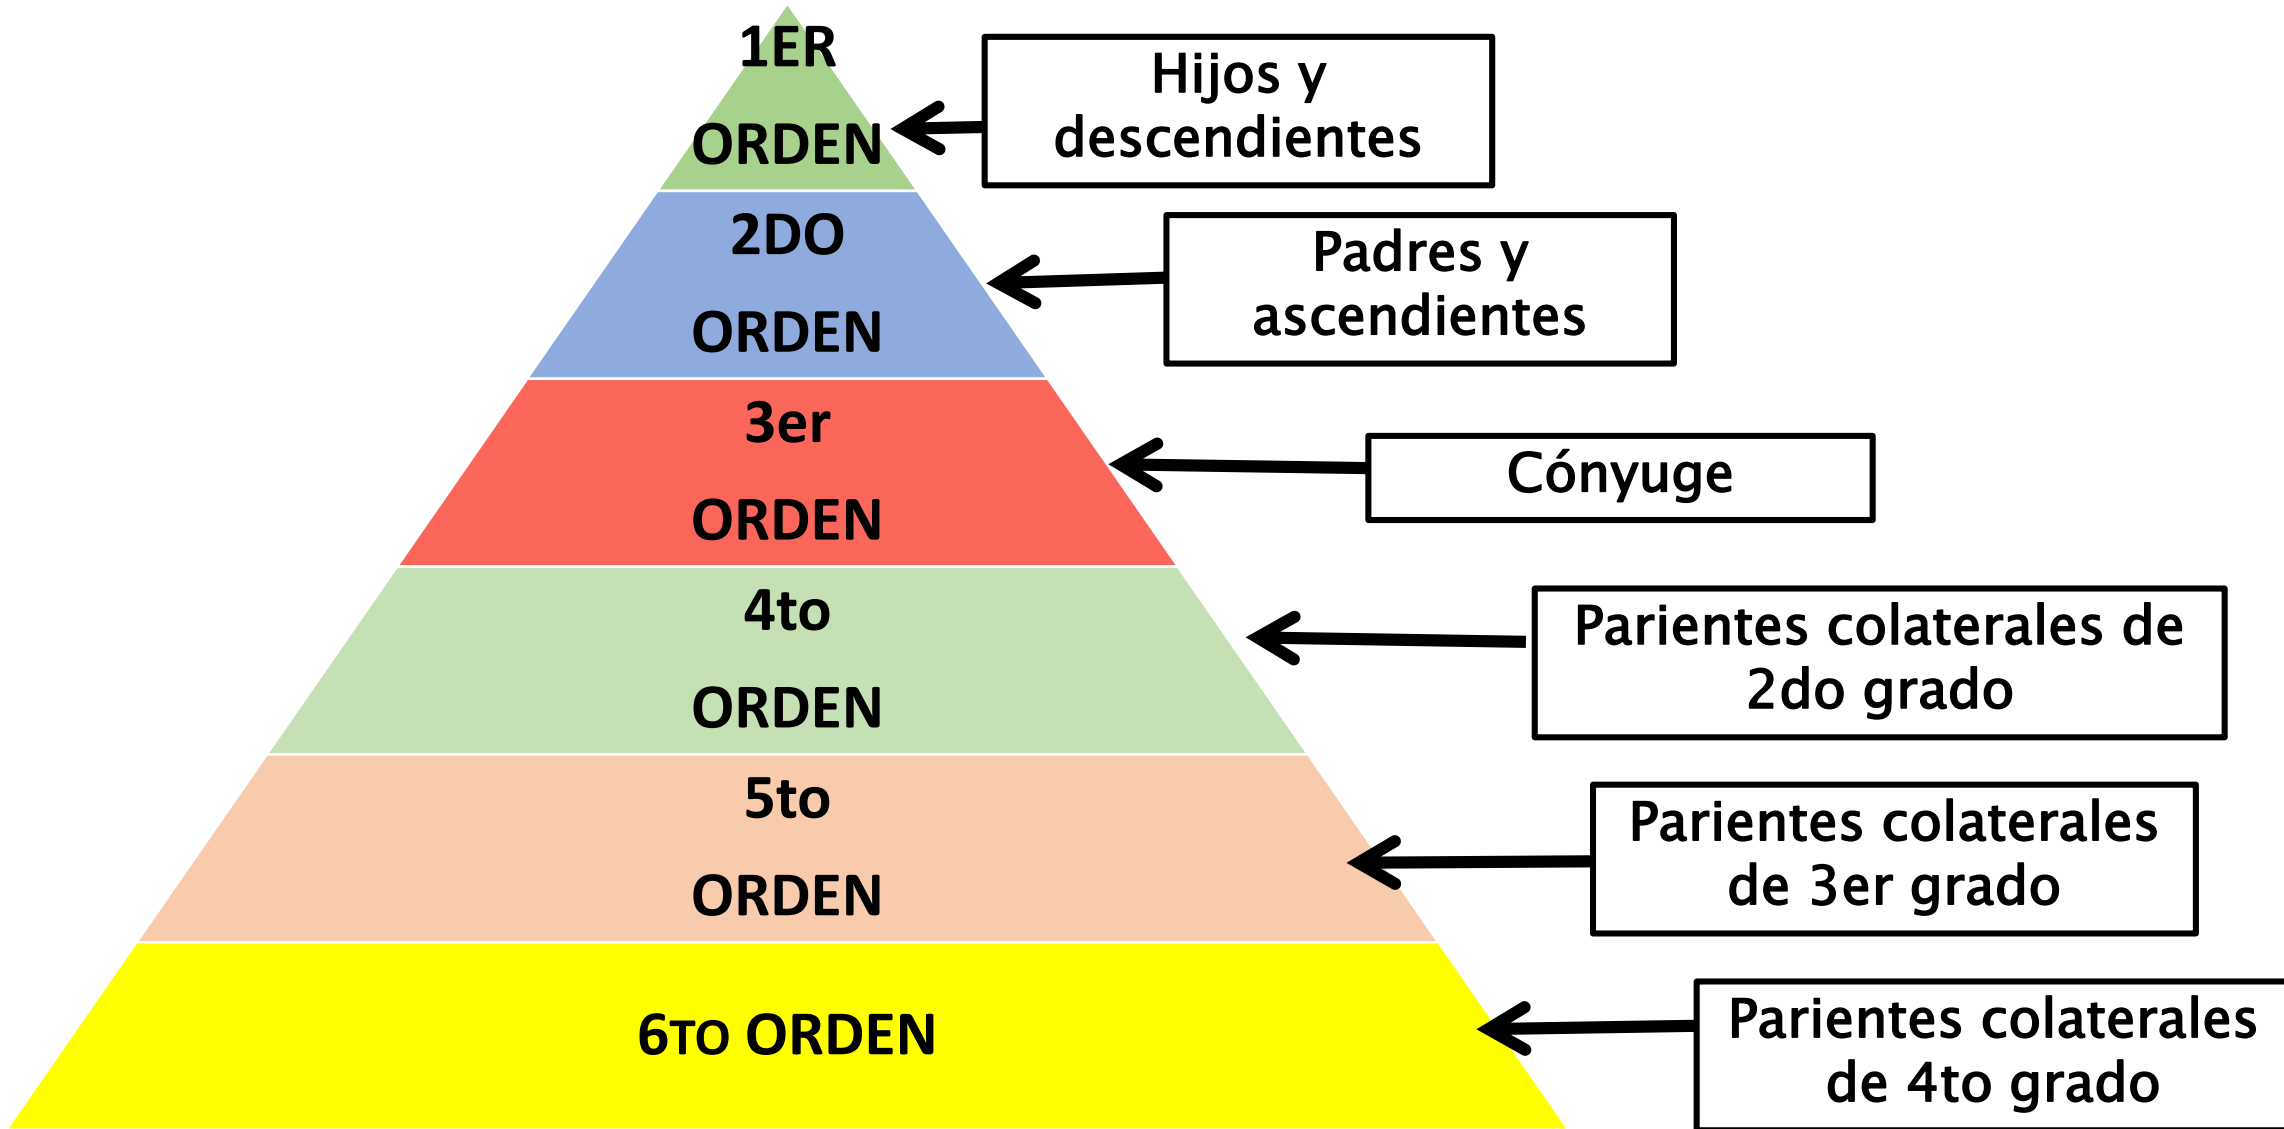 1ER
ORDEN
Hijos y
descendientes
2DO
ORDEN
Padres y
ascendientes
3er
ORDEN
Cónyuge
4to
ORDEN
Parientes colaterales de
2do grado
5to
ORDEN
Parientes colaterales
de 3er grado
6TO ORDEN
Parientes colaterales
de 4to grado